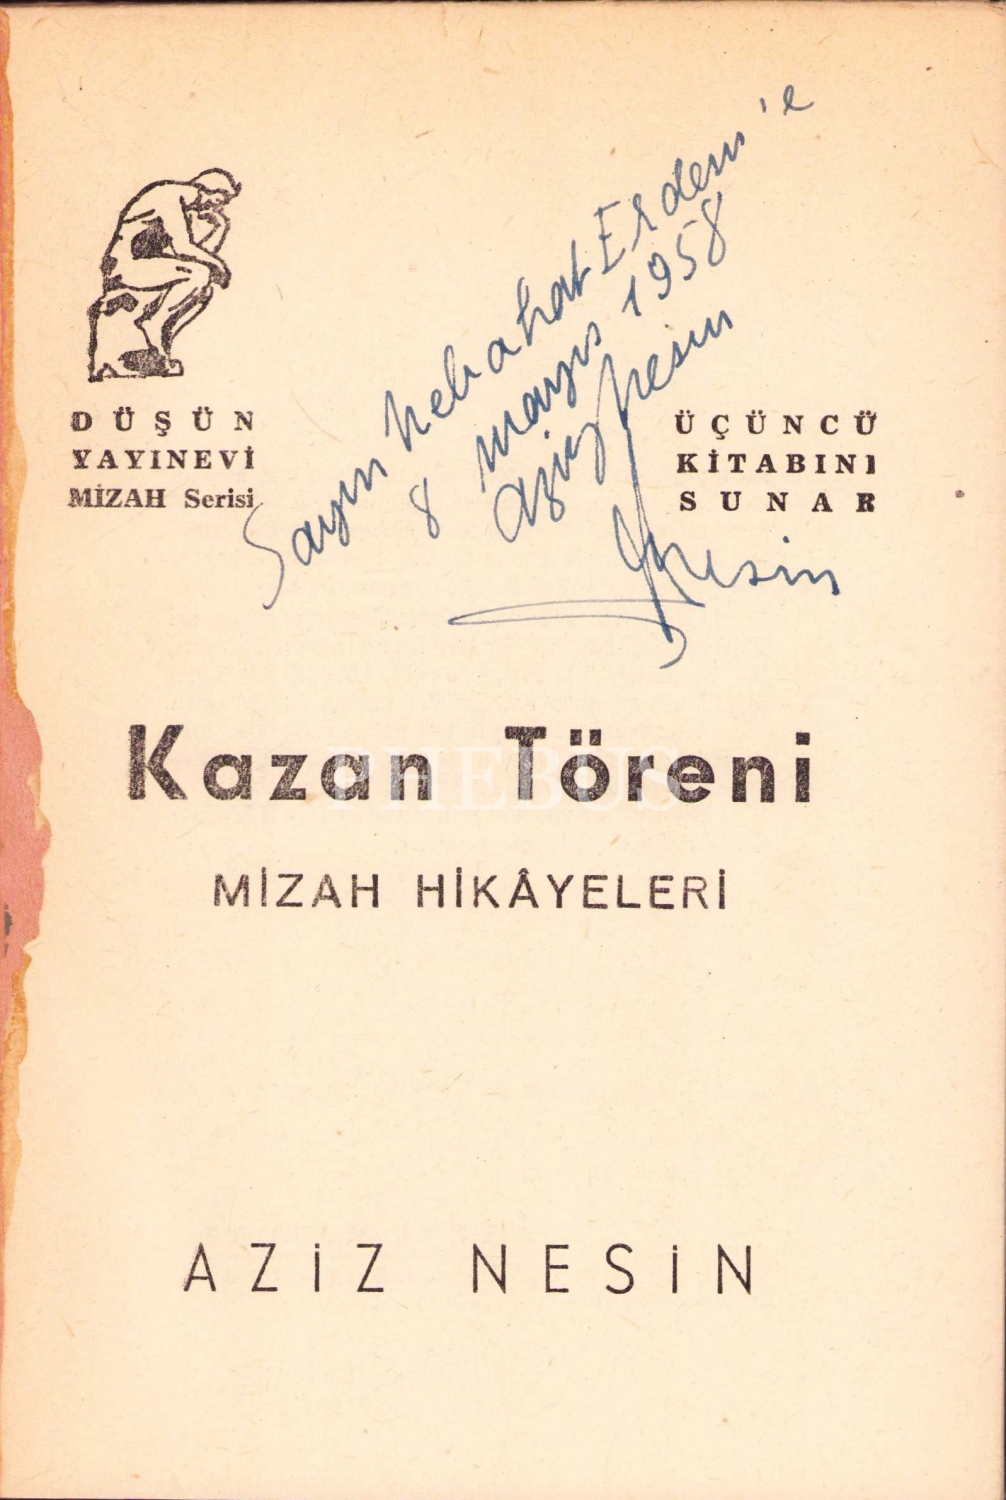 Sayın Nebahat Erdem'e
8 Mayıs 1958
Aziz Nesin
Nesin
DÜŞÜN
YAYINEVİ
MİZAH Serisi
ÜÇÜNCÜ
KİTABINI
SUNAR
Kazan Töreni
PHEBUS
MİZAH HİKÂYELERİ
AZİZ NESİN